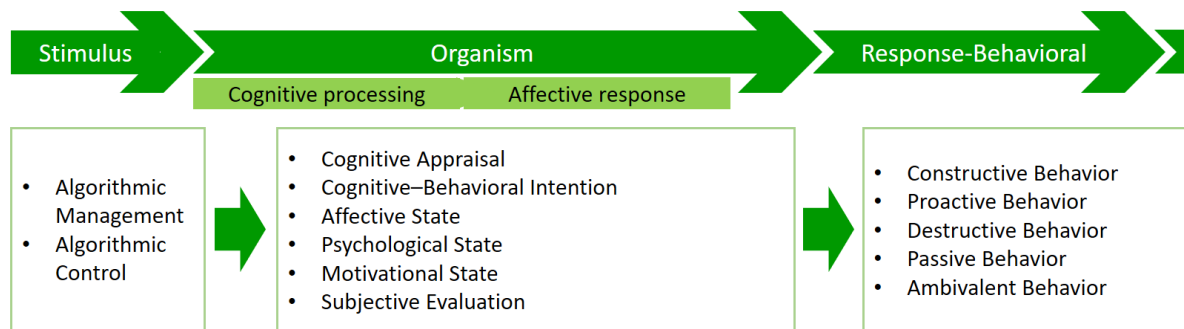 Stimulus
Organism
Response-Behavioral
Cognitive processing
Affective response
• Algorithmic
Management
• Algorithmic
Control
• Cognitive Appraisal
• Cognitive–Behavioral Intention
• Affective State
• Psychological State
• Motivational State
• Subjective Evaluation
• Constructive Behavior
• Proactive Behavior
• Destructive Behavior
• Passive Behavior
• Ambivalent Behavior